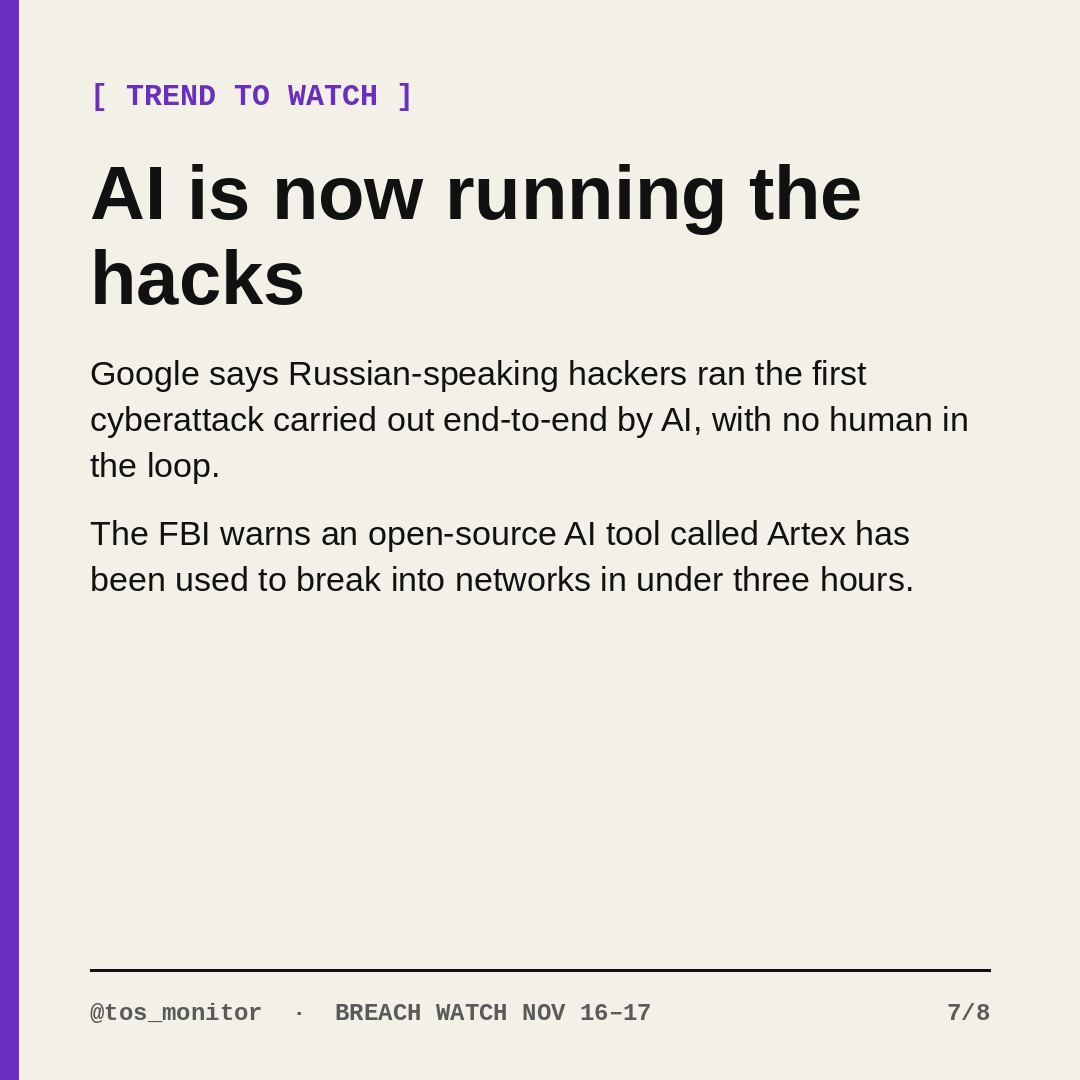 [ TREND TO WATCH ]
AI is now running the
hacks
Google says Russian-speaking hackers ran the first
cyberattack carried out end-to-end by AI, with no human in
the loop.
The FBI warns an open-source AI tool called Artex has
been used to break into networks in under three hours.
@tos_monitor · BREACH WATCH NOV 16–17 7/8